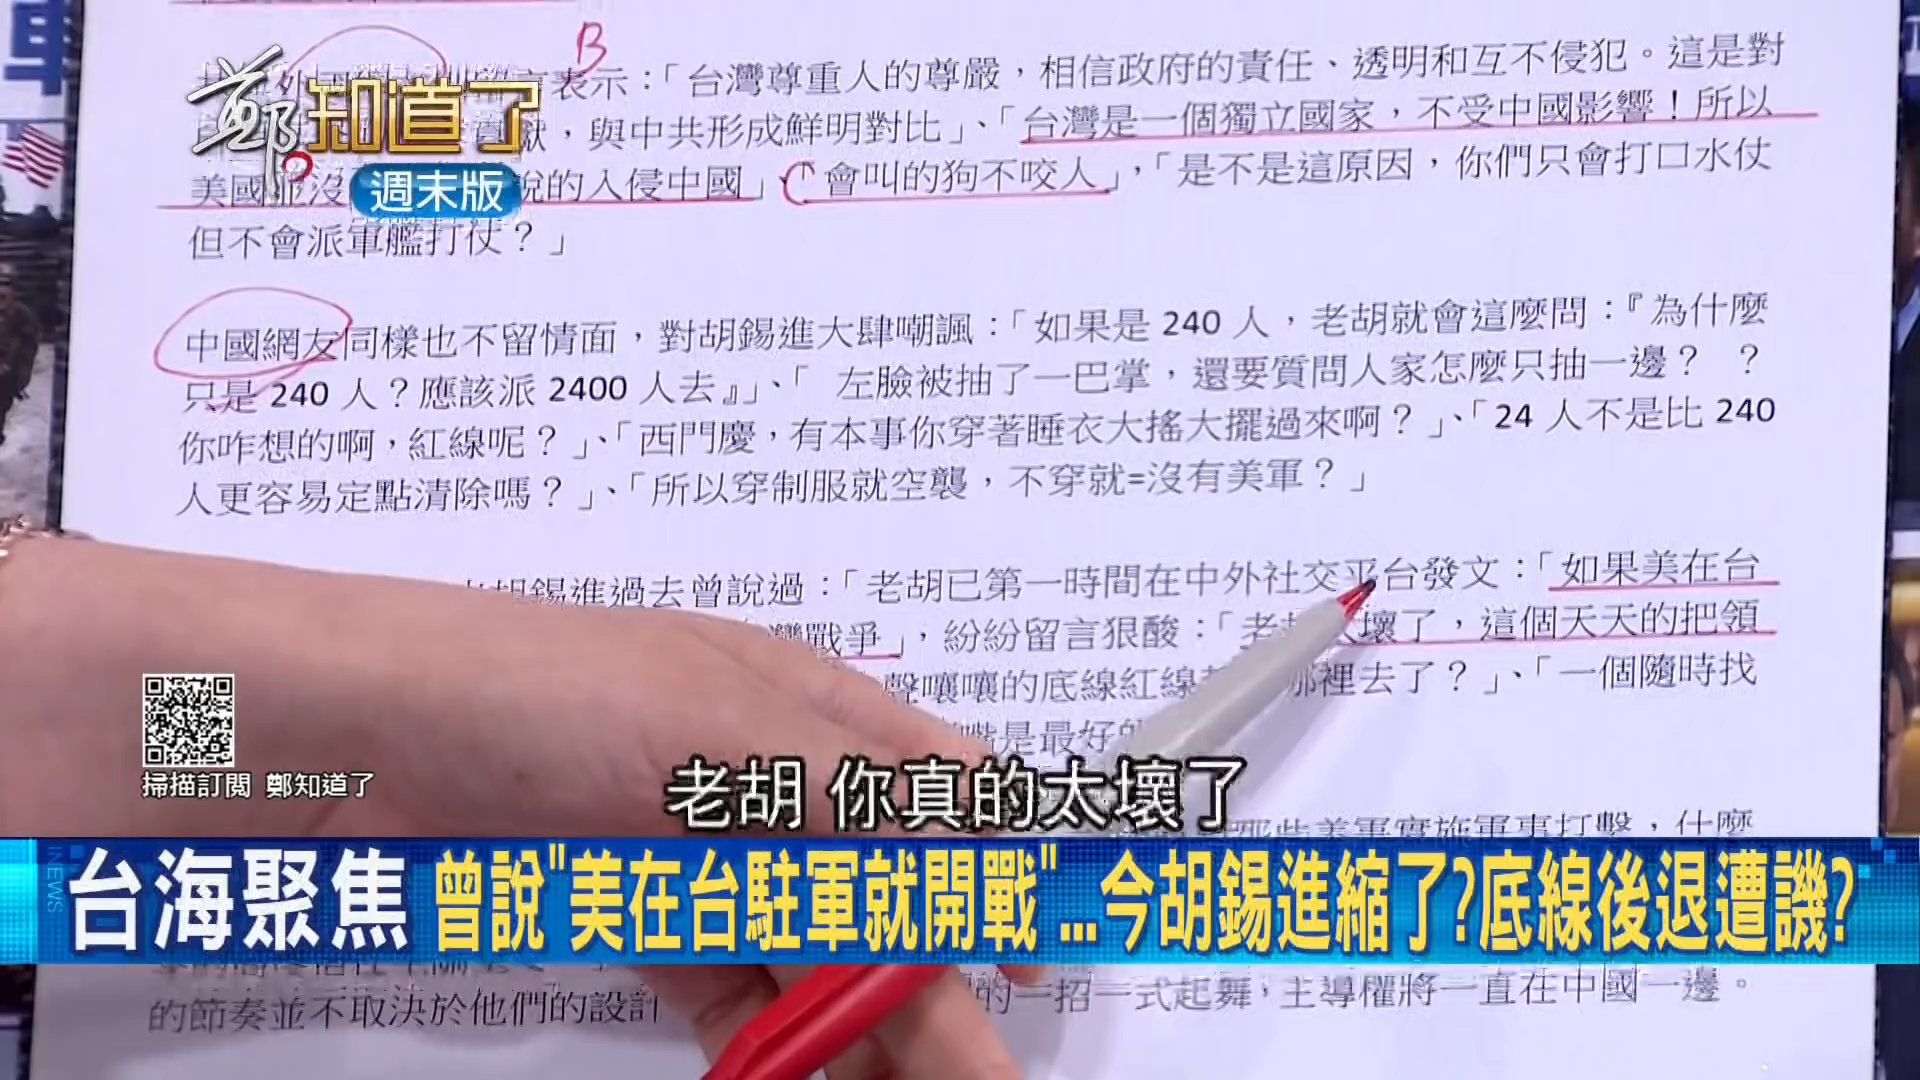 B
表示：「台灣尊重人的尊嚴，相信政府的責任、透明和互不侵犯。這是對
鄭知道了
獻，與中共形成鮮明對比」、「台灣是一個獨立國家，不受中國影響！所以
美國並沒 說的入侵中國」、「會叫的狗不咬人」，「是不是這原因，你們只會打口水仗
週末版
但不會派軍艦打仗？」
中國網友同樣也不留情面，對胡錫進大肆嘲諷：「如果是 240 人，老胡就會這麼問：『為什麼
只是 240 人？應該派 2400 人去』」、「 左臉被抽了一巴掌，還要質問人家怎麼只抽一邊？ ？
你咋想的啊，紅線呢？」、「西門慶，有本事你穿著睡衣大搖大擺過來啊？」、「24 人不是比 240
人更容易定點清除嗎？」、「所以穿制服就空襲，不穿就=沒有美軍？」
胡錫進過去曾說過：「老胡已第一時間在中外社交平台發文：「如果美在台
灣戰爭」，紛紛留言狠酸：「老 壞了，這個天天的把領
聲嚷嚷的底線紅線 哪裡去了？」、「一個隨時找
嘴是最好的
掃描訂閱 鄭知道了
老胡 你真的太壞了
那些美軍實施軍事打擊，什麼
INEWS
台海聚焦 曾說"美在台駐軍就開戰"...今胡錫進縮了?底線後退遭譏?
的節奏並不取決於他們的設計 的一招一式起舞，主導權將一直在中國一邊。